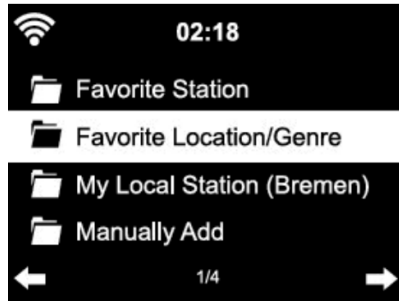 02:18
Favorite Station
Favorite Location/Genre
My Local Station (Bremen)
Manually Add
1/4